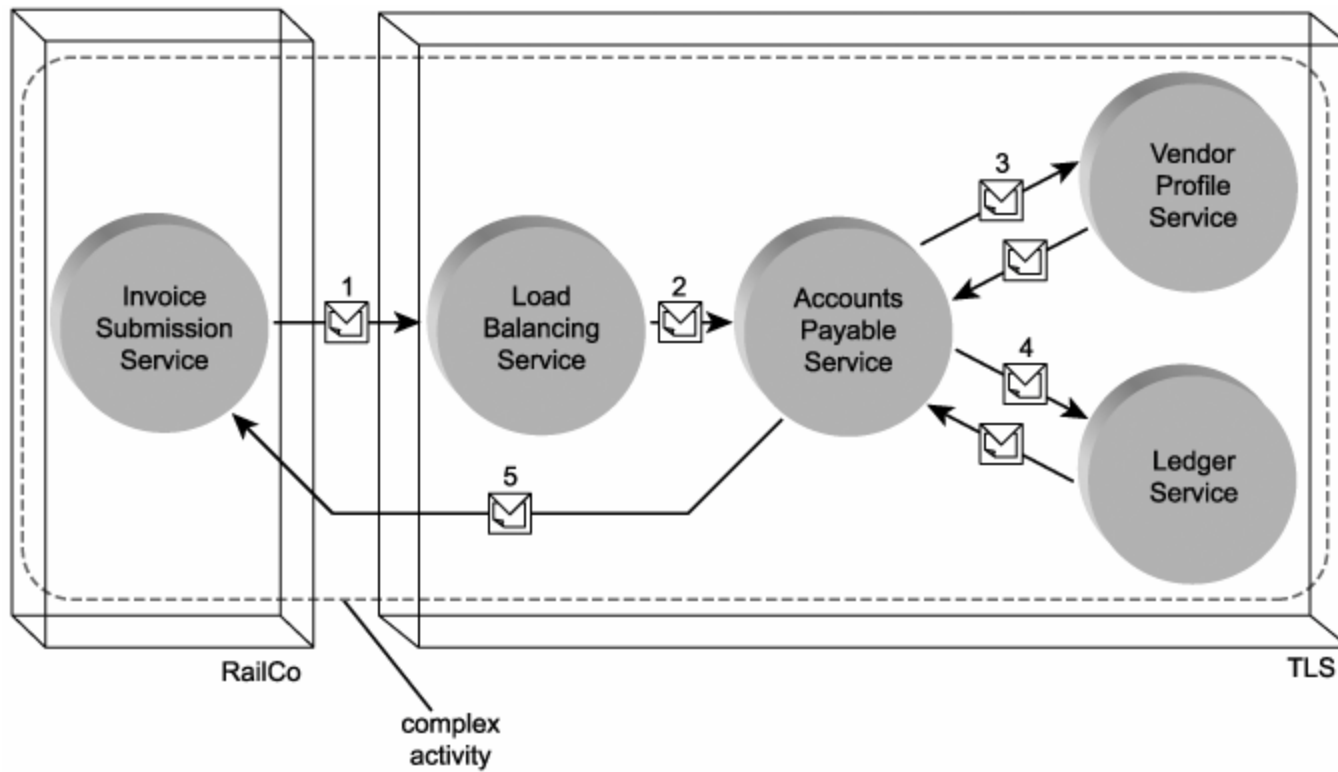 Invoice
Submission
Service
1
Load
Balancing
Service
2
Accounts
Payable
Service
3
Vendor
Profile
Service
4
Ledger
Service
5
RailCo
TLS
complex
activity